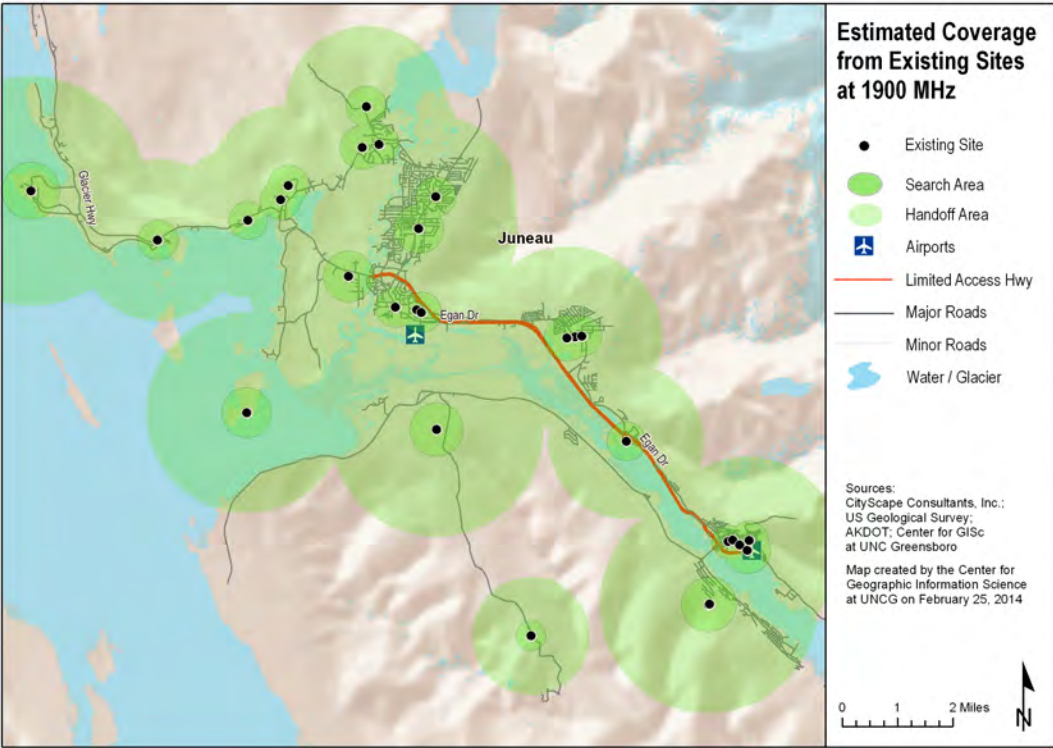 Estimated Coverage
from Existing Sites
at 1900 MHz
Existing Site
Search Area
Handoff Area
Airports
Limited Access Hwy
Major Roads
Minor Roads
Water / Glacier
Sources:
CityScape Consultants, Inc.;
US Geological Survey;
AKDOT; Center for GISc
at UNC Greensboro
Map created by the Center for
Geographic Information Science
at UNCG on February 25, 2014
0 1 2 Miles
N
Glacier Hwy
Juneau
Egan Dr
Egan Dr